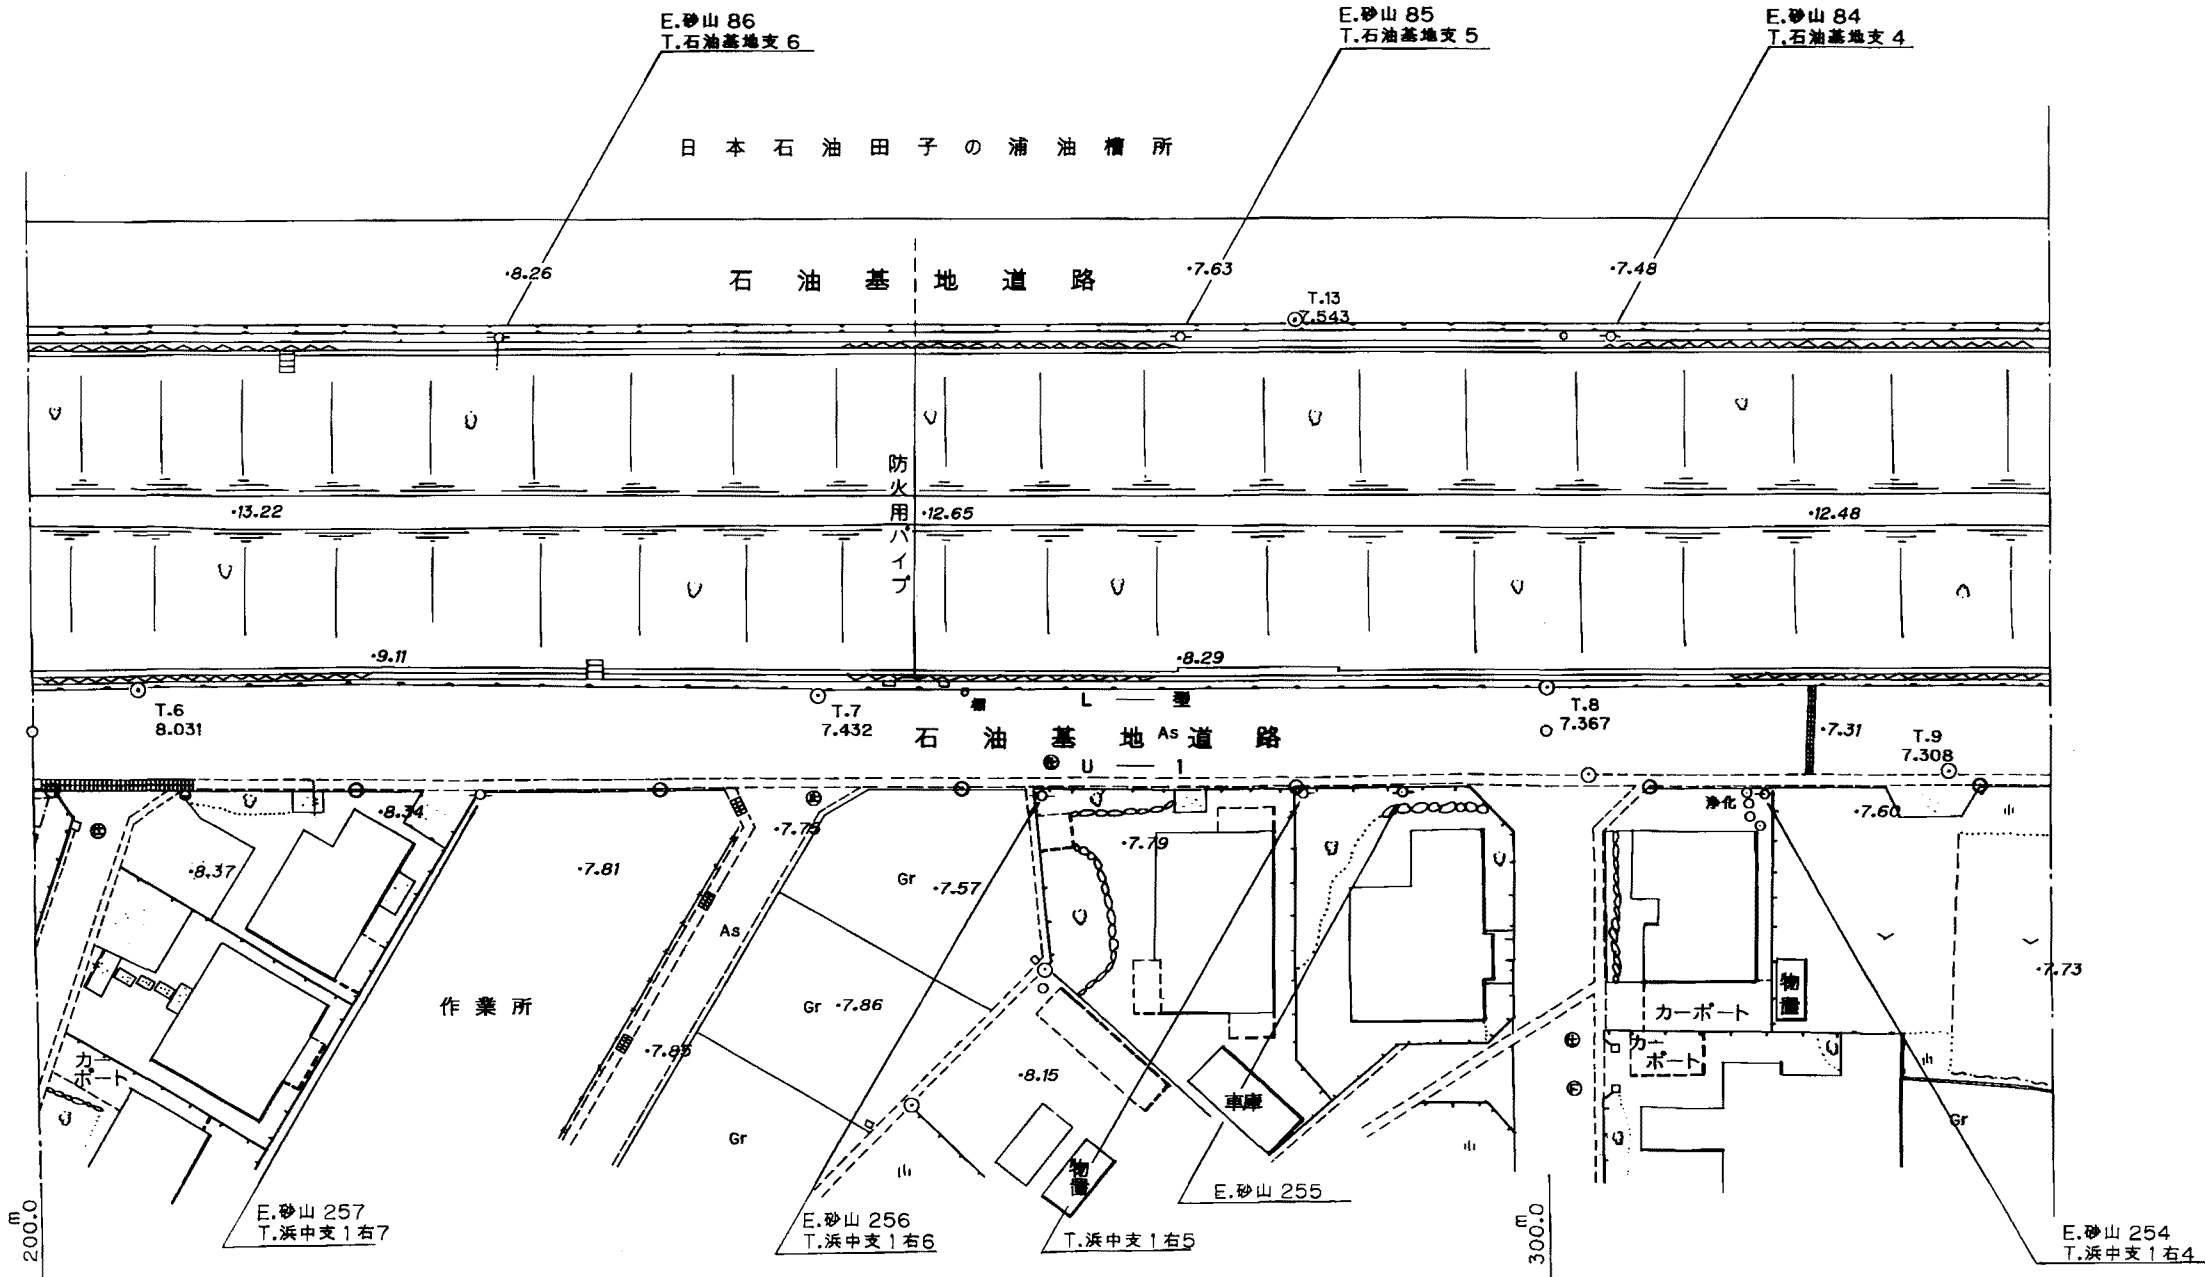 E.砂山 86
T.石油基地支 6
E.砂山 85
T.石油基地支 5
E.砂山 84
T.石油基地支 4
日本石油田子の浦油槽所
·8.26
石油基地道路
·7.63
·7.48
T.13
7.543
防火用パイプ
·13.22
·12.65
·12.48
·9.11
·8.29
T.6
8.031
T.7
7.432
L — 型
T.8
7.367
石油基地道路
As
·7.31
T.9
7.308
U — 1
浄化
·8.34
·7.75
·7.79
·7.60
·8.37
·7.81
Gr ·7.57
As
·7.73
作業所
Gr ·7.86
物置
カーポート
·7.85
カーポート
カーポート
·8.15
車庫
Gr
Gr
物置
E.砂山 257
T.浜中支1右7
E.砂山 256
T.浜中支1右6
T.浜中支1右5
E.砂山 255
E.砂山 254
T.浜中支1右4
200.0 m
300.0 m